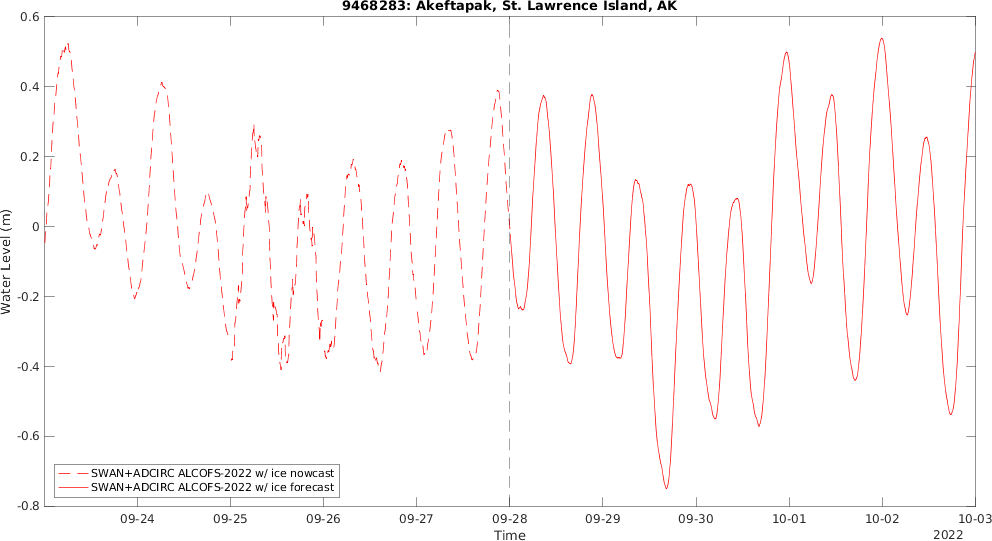 9468283: Akeftapak, St. Lawrence Island, AK
0.6
0.4
0.2
0
-0.2
-0.4
-0.6
-0.8
Water Level (m)
SWAN+ADCIRC ALCOFS-2022 w/ ice nowcast
SWAN+ADCIRC ALCOFS-2022 w/ ice forecast
09-24 09-25 09-26 09-27 09-28 09-29 09-30 10-01 10-02 10-03
Time
2022